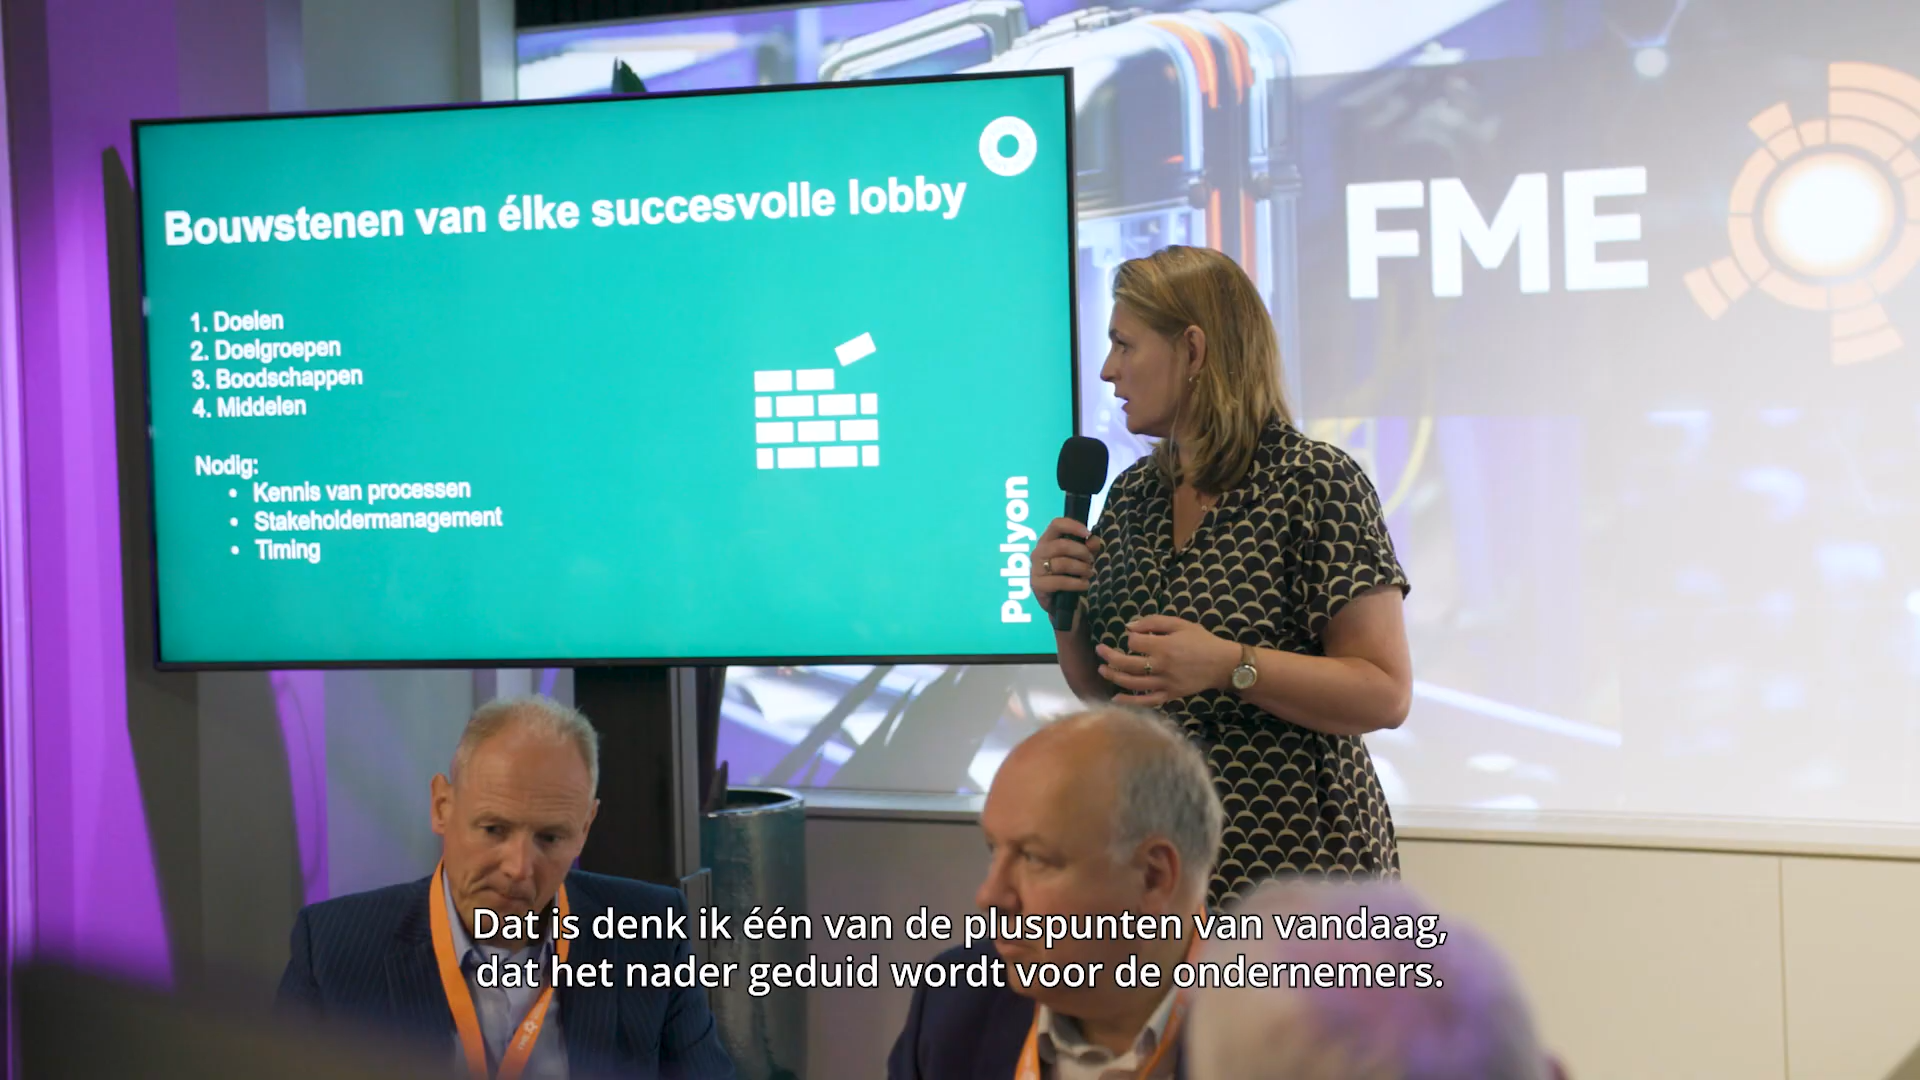 Bouwstenen van élke succesvolle lobby
1. Doelen
2. Doelgroepen
3. Boodschappen
4. Middelen
Nodig:
• Kennis van processen
• Stakeholdermanagement
• Timing
Publyon
FME
Dat is denk ik één van de pluspunten van vandaag,
dat het nader geduid wordt voor de ondernemers.